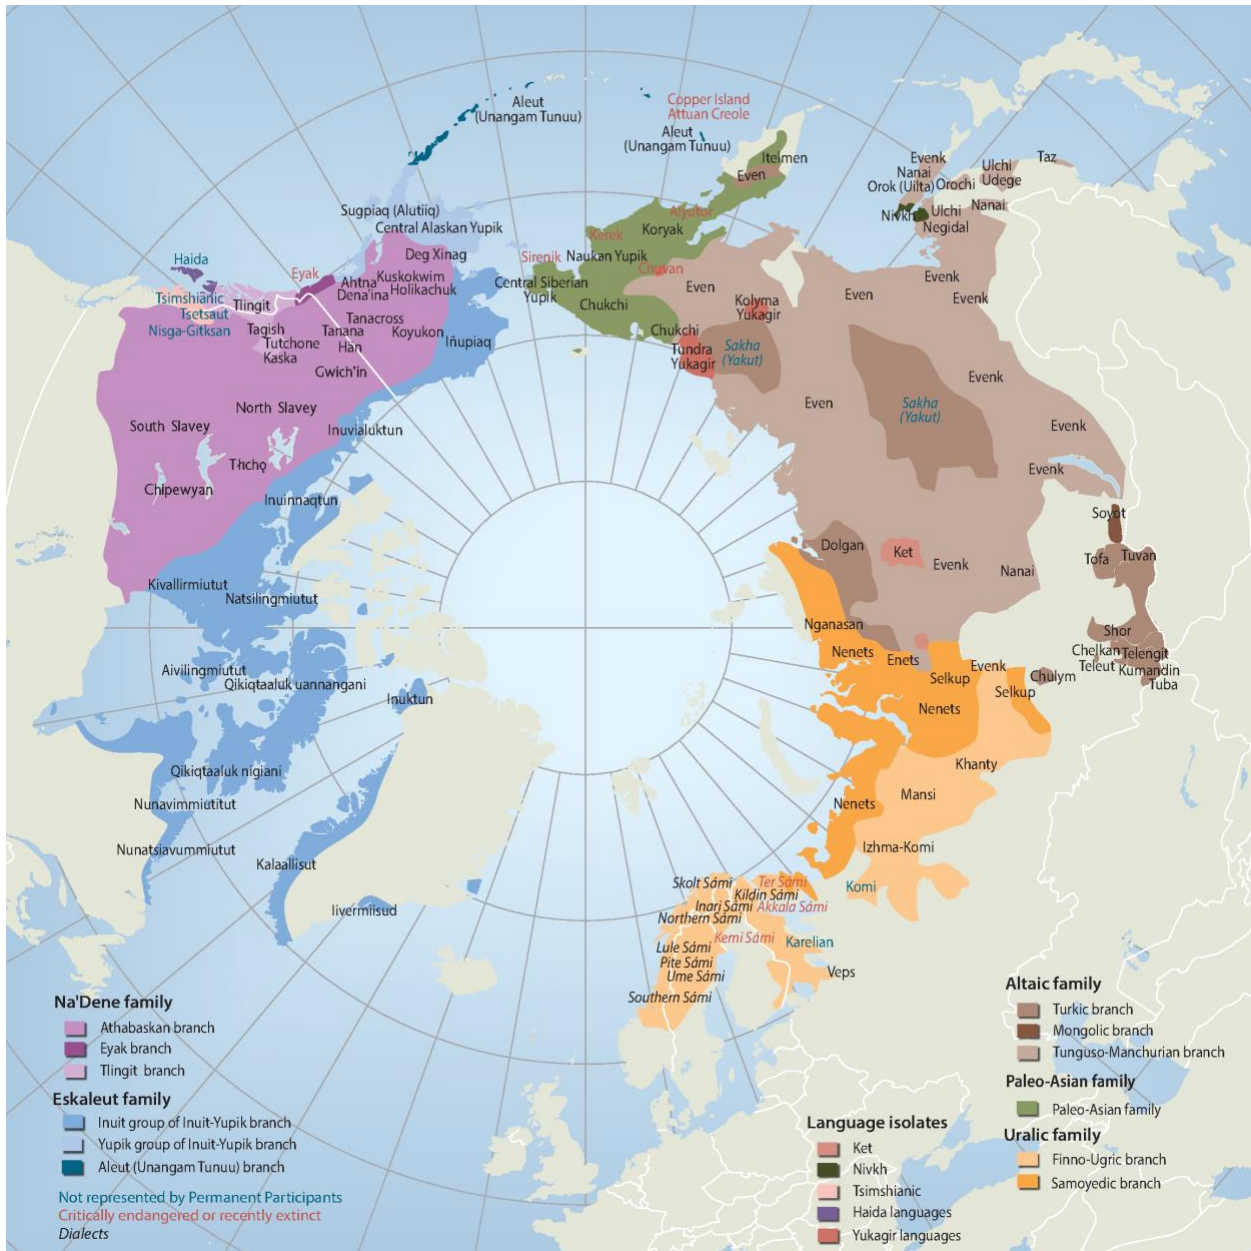 Aleut
(Unangam Tunuu)
Copper Island
Attuan Creole
Aleut
(Unangam Tunuu)
Itelmen
Even
Evenk
Nanai
Orok (Uilta)
Orochi
Ulchi
Udege
Taz
Nivkh
Ulchi
Negidal
Nanai
Sugpiaq (Alutiiq)
Central Alaskan Yupik
Alyutor
Koryak
Kerek
Sirenik
Naukan Yupik
Chuvan
Central Siberian
Yupik
Chukchi
Chukchi
Even
Kolyma
Yukagir
Tundra
Yukagir
Sakha
(Yakut)
Even
Evenk
Evenk
Haida
Eyak
Deg Xinag
Ahtna
Kuskokwim
Dena'ina
Holikachuk
Tsimshianic
Tsetsaut
Nisga-Gitksan
Tlingit
Tagish
Tutchone
Kaska
Tanacross
Tanana
Koyukon
Han
Iñupiaq
Gwich'in
North Slavey
South Slavey
Inuvialuktun
Tłıchǫ
Chipewyan
Inuinnaqtun
Even
Sakha
(Yakut)
Evenk
Evenk
Evenk
Soyot
Tofa
Tuvan
Dolgan
Ket
Evenk
Nanai
Kivallirmiutut
Natsilingmiutut
Nganasan
Nenets
Enets
Evenk
Selkup
Selkup
Nenets
Chulym
Shor
Chelkan
Telengit
Teleut
Kumandin
Tuba
Aivilingmiutut
Qikiqtaaluk uannangani
Inuktun
Khanty
Mansi
Nenets
Izhma-Komi
Komi
Qikiqtaaluk nigiani
Nunavimmiutitut
Nunatsiavummiutut
Kalaallisut
Iivermiisud
Skolt Sámi
Ter Sámi
Kildin Sámi
Inari Sámi
Akkala Sámi
Northern Sámi
Kemi Sámi
Karelian
Lule Sámi
Pite Sámi
Ume Sámi
Veps
Southern Sámi
Na'Dene family
Athabaskan branch
Eyak branch
Tlingit branch
Eskaleut family
Inuit group of Inuit-Yupik branch
Yupik group of Inuit-Yupik branch
Aleut (Unangam Tunuu) branch
Not represented by Permanent Participants
Critically endangered or recently extinct
Dialects
Language isolates
Ket
Nivkh
Tsimshianic
Haida languages
Yukagir languages
Altaic family
Turkic branch
Mongolic branch
Tunguso-Manchurian branch
Paleo-Asian family
Paleo-Asian family
Uralic family
Finno-Ugric branch
Samoyedic branch